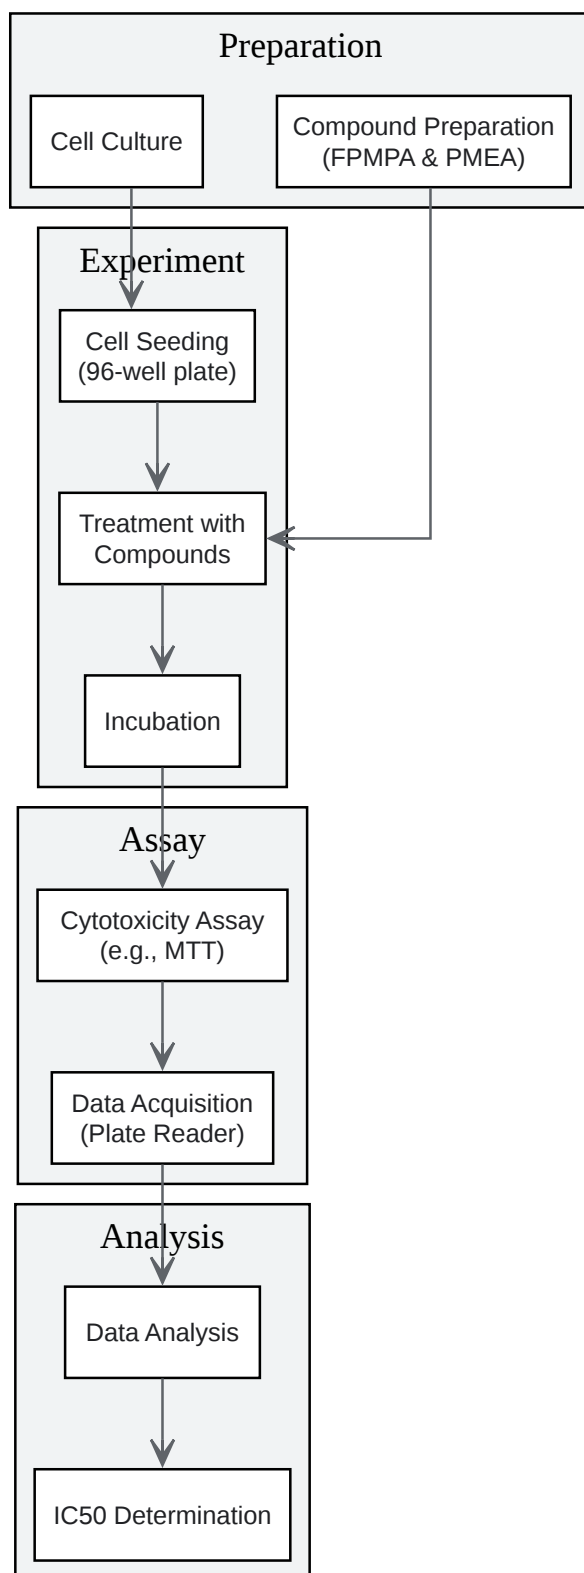 Preparation
Cell Culture
Compound Preparation
(FPMPA & PMEA)
Experiment
Cell Seeding
(96-well plate)
Treatment with
Compounds
Incubation
Assay
Cytotoxicity Assay
(e.g., MTT)
Data Acquisition
(Plate Reader)
Analysis
Data Analysis
IC50 Determination